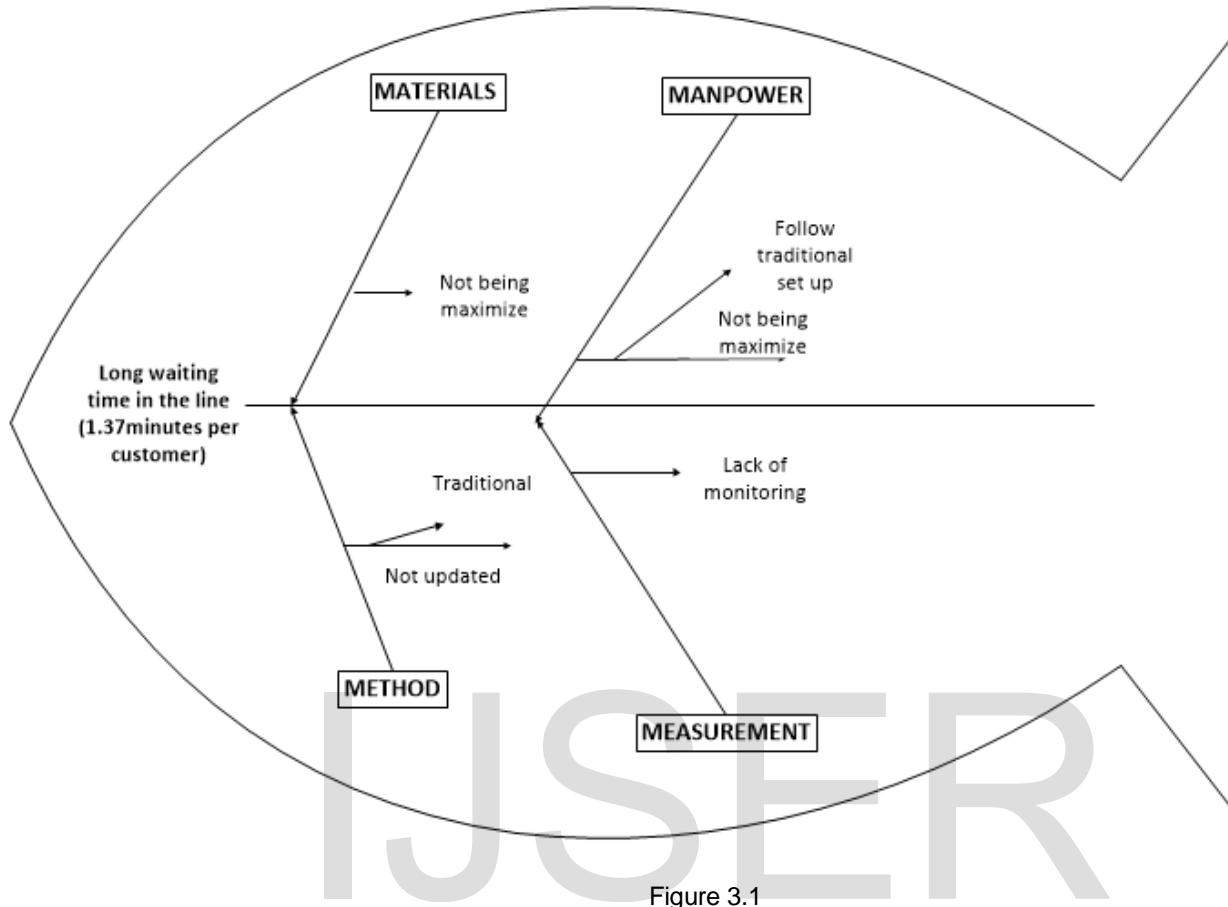 MATERIALS
MANPOWER
Follow
traditional
set up
Not being
maximize
Not being
maximize
Long waiting
time in the line
(1.37minutes per
customer)
Lack of
monitoring
Traditional
Not updated
METHOD
MEASUREMENT
IJSER
Figure 3.1